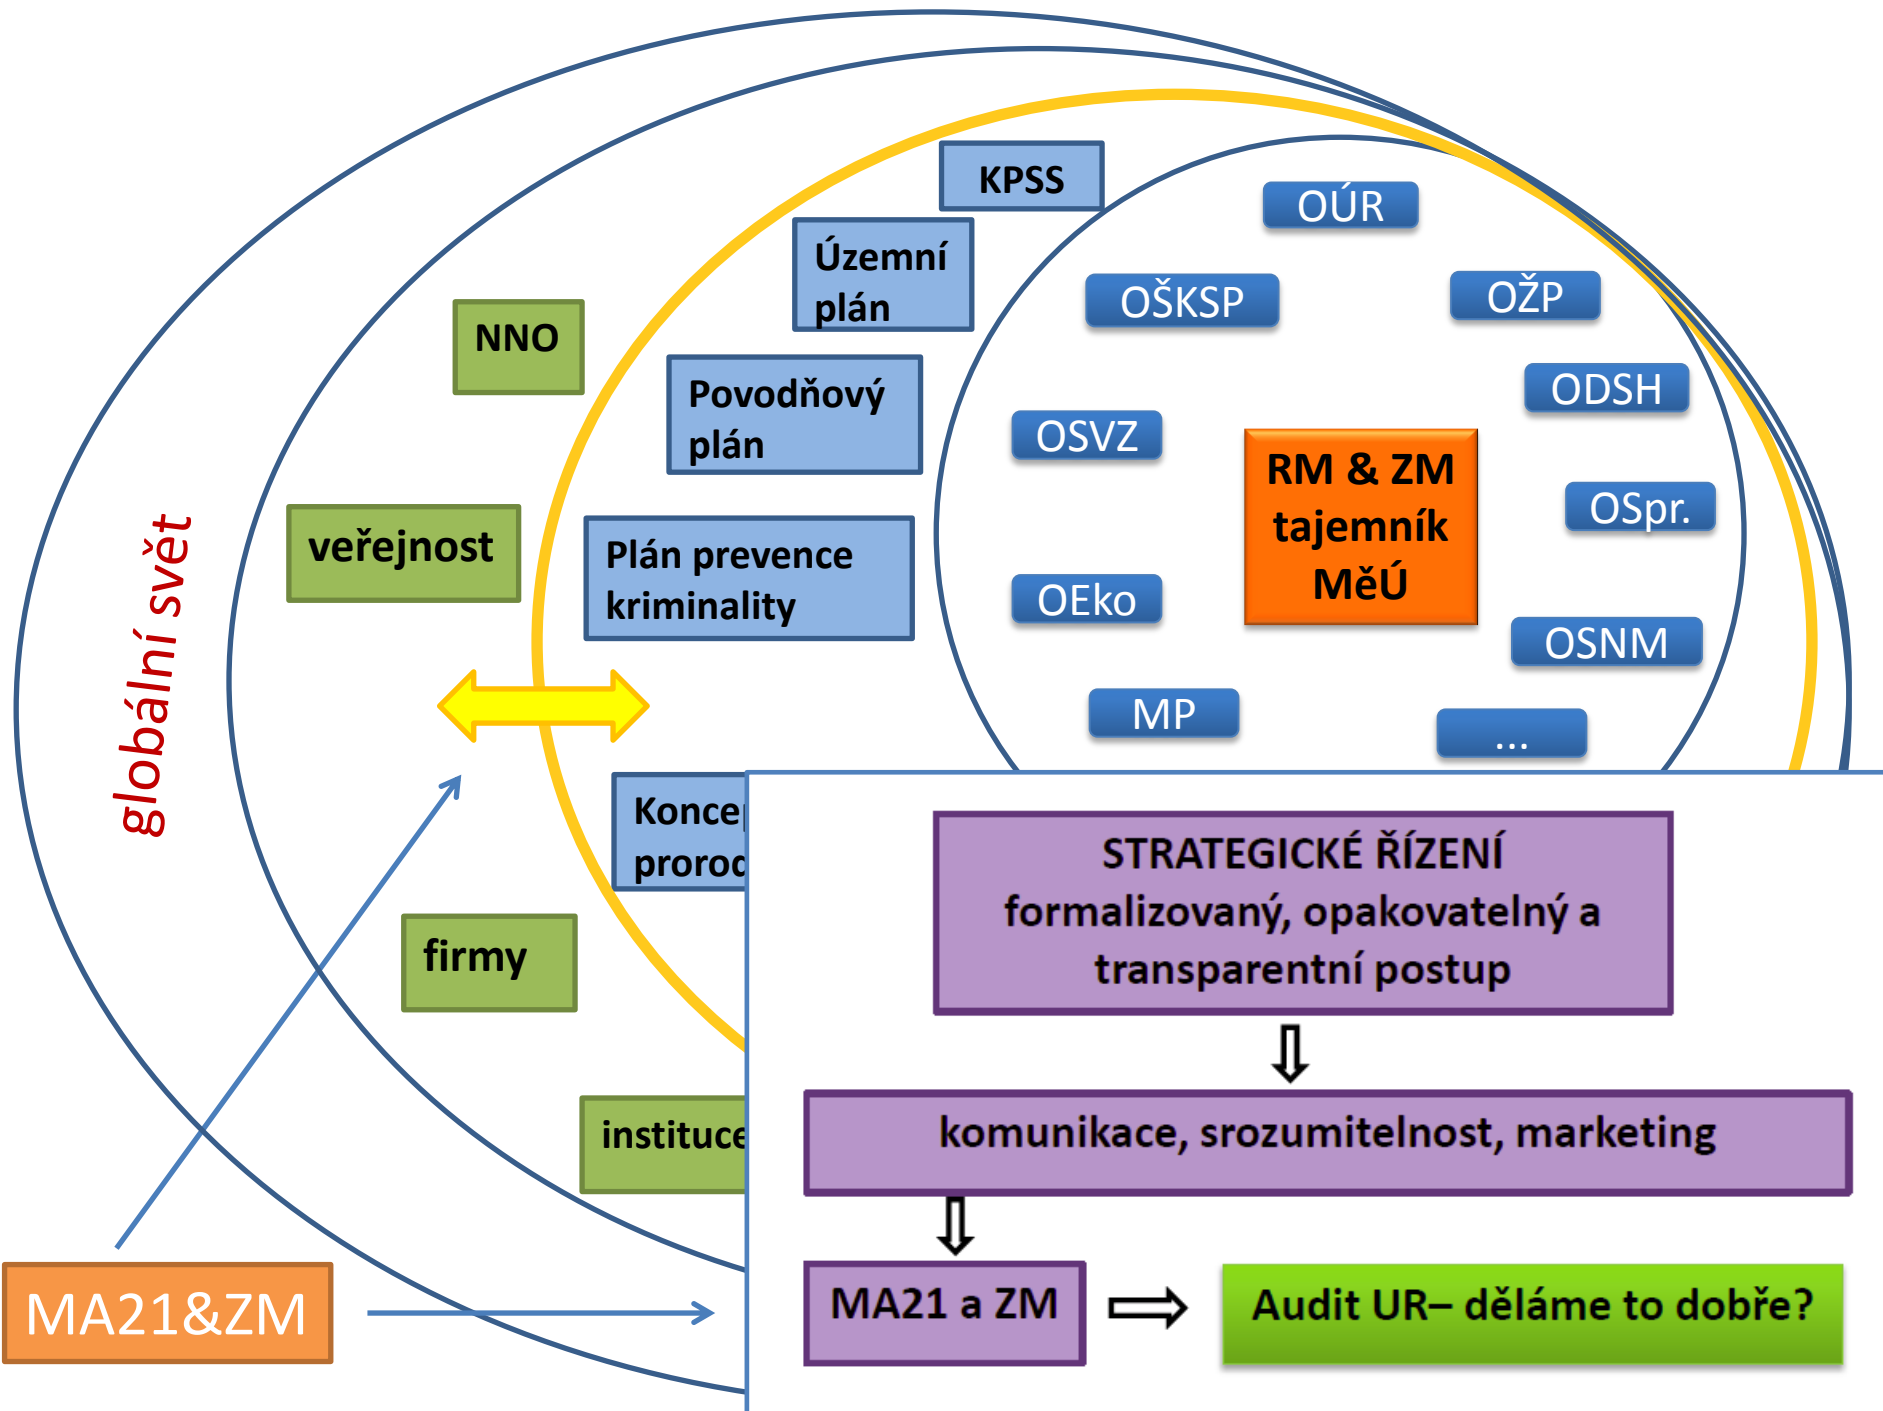 KPSS
OÚR
Územní
plán
OŠKSP
OŽP
NNO
Povodňový
plán
ODSH
OSVZ
RM & ZM
tajemník
MěÚ
OSpr.
veřejnost
Plán prevence
kriminality
OEko
OSNM
globální svět
MP
...
STRATEGICKÉ ŘÍZENÍ
formalizovaný, opakovatelný a
transparentní postup
firmy
komunikace, srozumitelnost, marketing
instituce
MA21&ZM
MA21 a ZM
Audit UR– děláme to dobře?